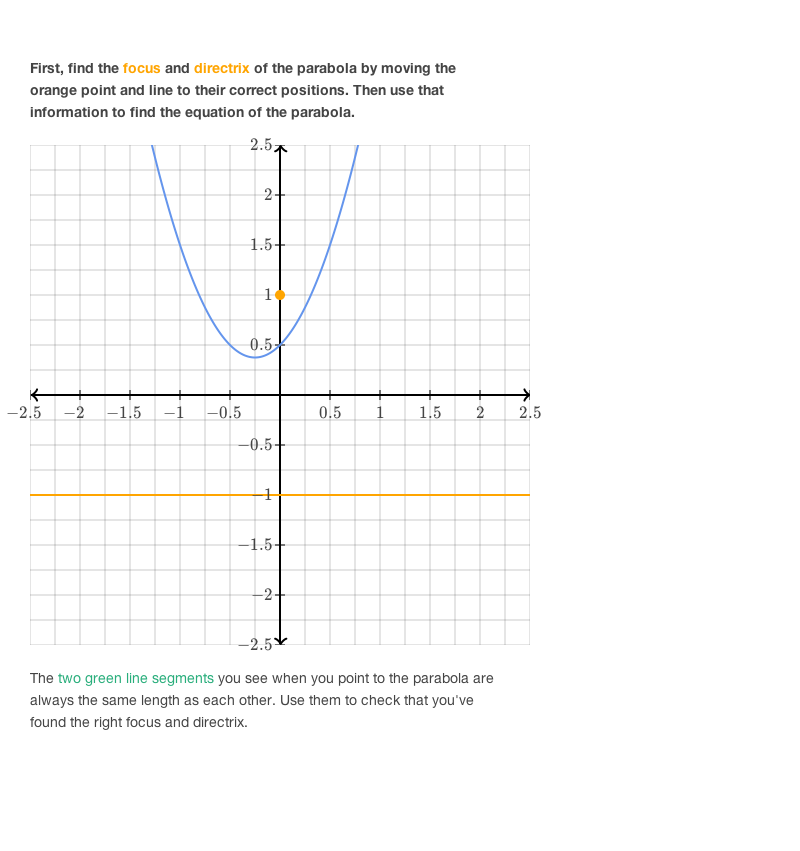 First, find the focus and directrix of the parabola by moving the
orange point and line to their correct positions. Then use that
information to find the equation of the parabola.
2.5
2
1.5
1
0.5
−2.5 −2 −1.5 −1 −0.5 0.5 1 1.5 2 2.5
−0.5
−1
−1.5
−2
−2.5
The two green line segments you see when you point to the parabola are
always the same length as each other. Use them to check that you've
found the right focus and directrix.